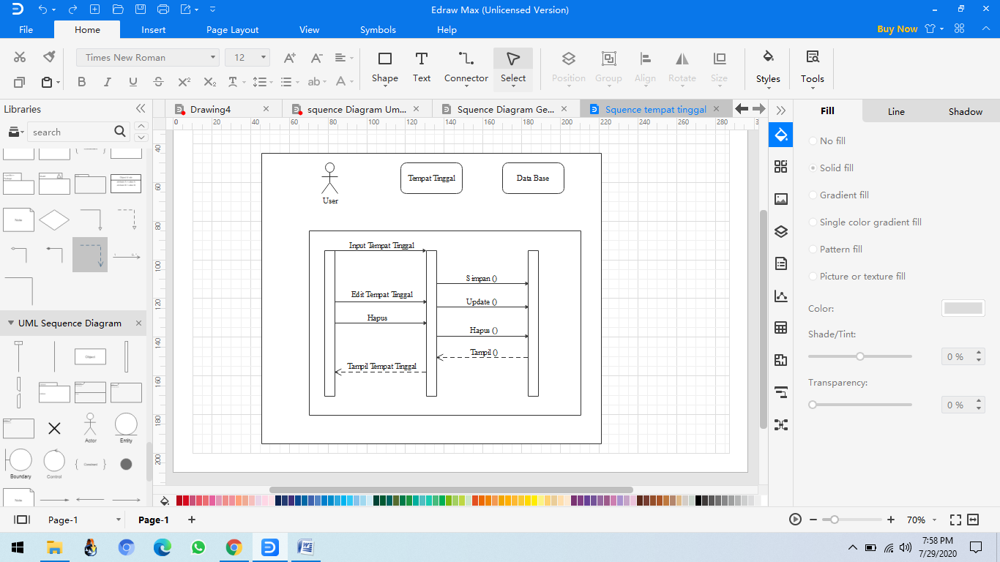 Edraw Max (Unlicensed Version)
File Home Insert Page Layout View Symbols Help Buy Now
Times New Roman 12
Shape Text Connector Select Position Group Align Rotate Size Styles Tools
Libraries
Drawing4 squence Diagram Um... Squence Diagram Ge... Squence tempat tinggal
Fill Line Shadow
search
0 20 40 60 80 100 120 140 160 180 200 220 240 260 280
40
60
80
100
120
140
160
180
200
User
Tempat Tinggal
Data Base
Input Tempat Tinggal
Simpan ()
Edit Tempat Tinggal
Update ()
Hapus
Hapus ()
Tampil ()
Tampil Tempat Tinggal
Note
UML Sequence Diagram
Object
Actor
Entity
Boundary
Control
{ Constraint }
Note
No fill
Solid fill
Gradient fill
Single color gradient fill
Pattern fill
Picture or texture fill
Color:
Shade/Tint:
0 %
Transparency:
0 %
Page-1 Page-1 70%
7:58 PM
7/29/2020